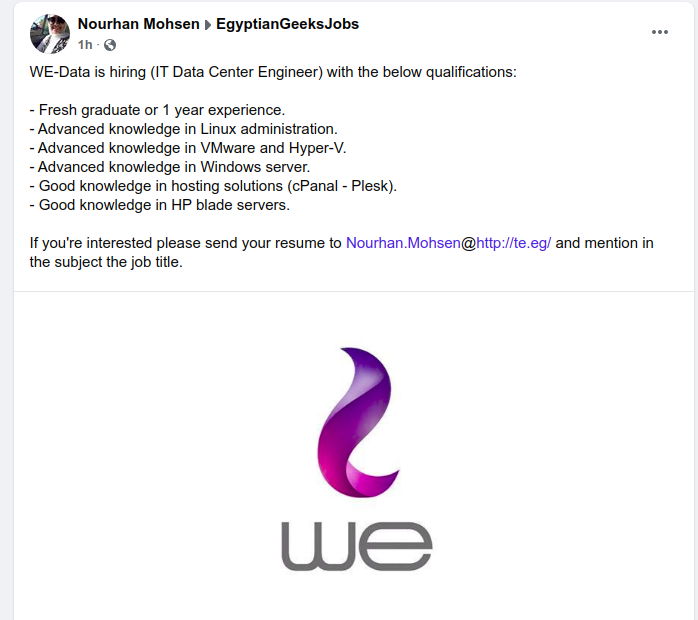 Nourhan Mohsen EgyptianGeeksJobs
1h ·
WE-Data is hiring (IT Data Center Engineer) with the below qualifications:
- Fresh graduate or 1 year experience.
- Advanced knowledge in Linux administration.
- Advanced knowledge in VMware and Hyper-V.
- Advanced knowledge in Windows server.
- Good knowledge in hosting solutions (cPanal - Plesk).
- Good knowledge in HP blade servers.
If you're interested please send your resume to Nourhan.Mohsen@http://te.eg/ and mention in
the subject the job title.
we